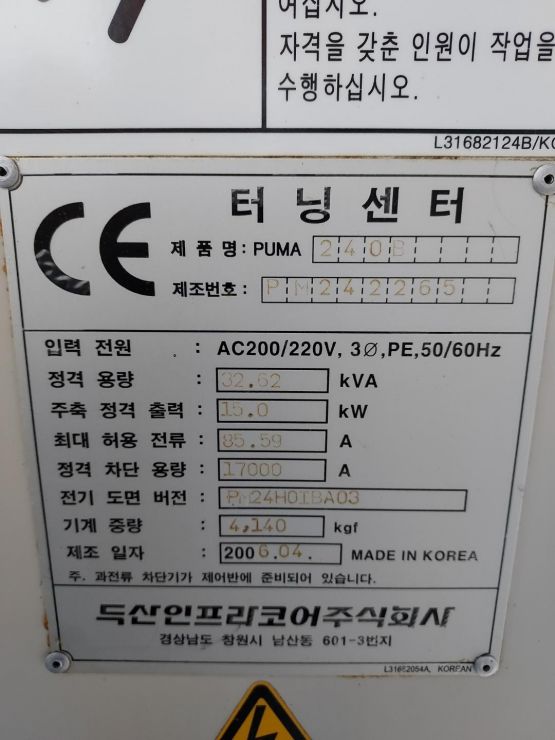 여십시오.
자격을 갖춘 인원이 작업을
수행하십시오.
L31682124B/KO
CE 터닝센터
제 품 명: PUMA 240B
제조번호: PM242265
입력 전원 : AC200/220V, 3Ø,PE,50/60Hz
정격 용량 : 32.62 kVA
주축 정격 출력 : 15.0 kW
최대 허용 전류 : 85.59 A
정격 차단 용량 : 17000 A
전기 도면 버전 : PM24H0IBA03
기계 중량 : 4,140 kgf
제조 일자 : 2006.04. MADE IN KOREA
주. 과전류 차단기가 제어반에 준비되어 있습니다.
두산인프라코어주식회사
경상남도 창원시 남산동 601-3번지
L31682054A, KOREAN